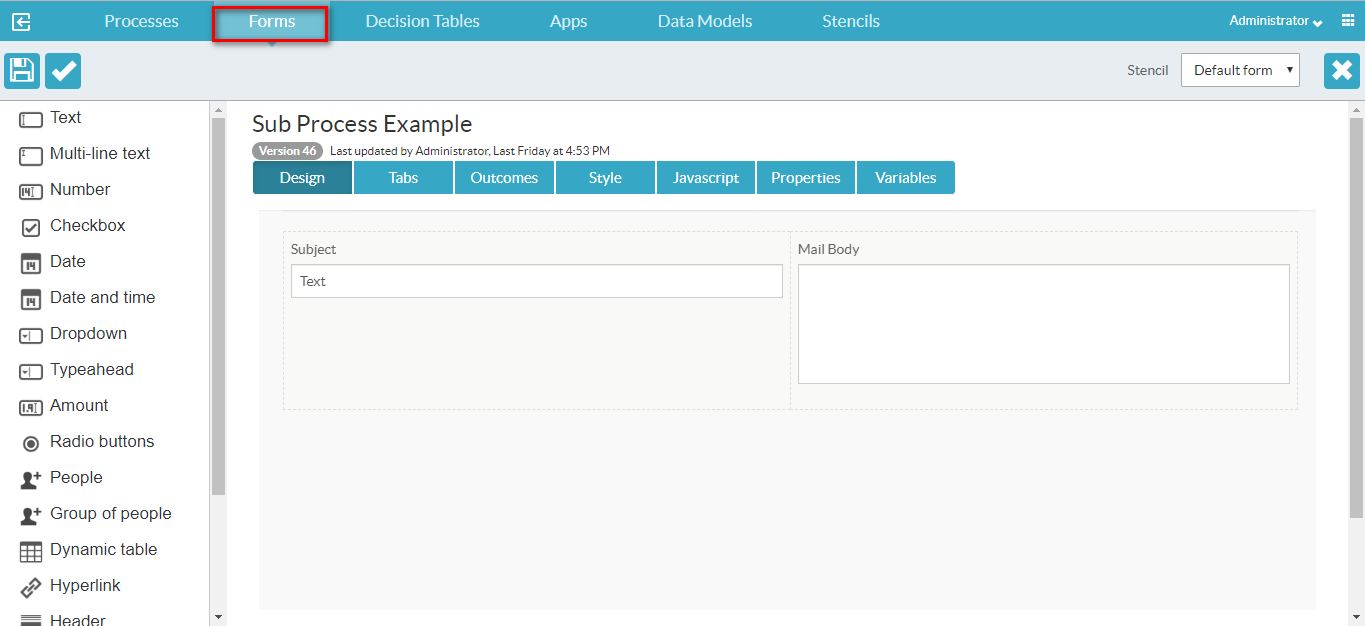 Processes Forms Decision Tables Apps Data Models Stencils Administrator
Stencil Default form
Text
Multi-line text
Number
Checkbox
Date
Date and time
Dropdown
Typeahead
Amount
Radio buttons
People
Group of people
Dynamic table
Hyperlink
Header
Sub Process Example
Version 46 Last updated by Administrator, Last Friday at 4:53 PM
Design Tabs Outcomes Style Javascript Properties Variables
Subject
Text
Mail Body